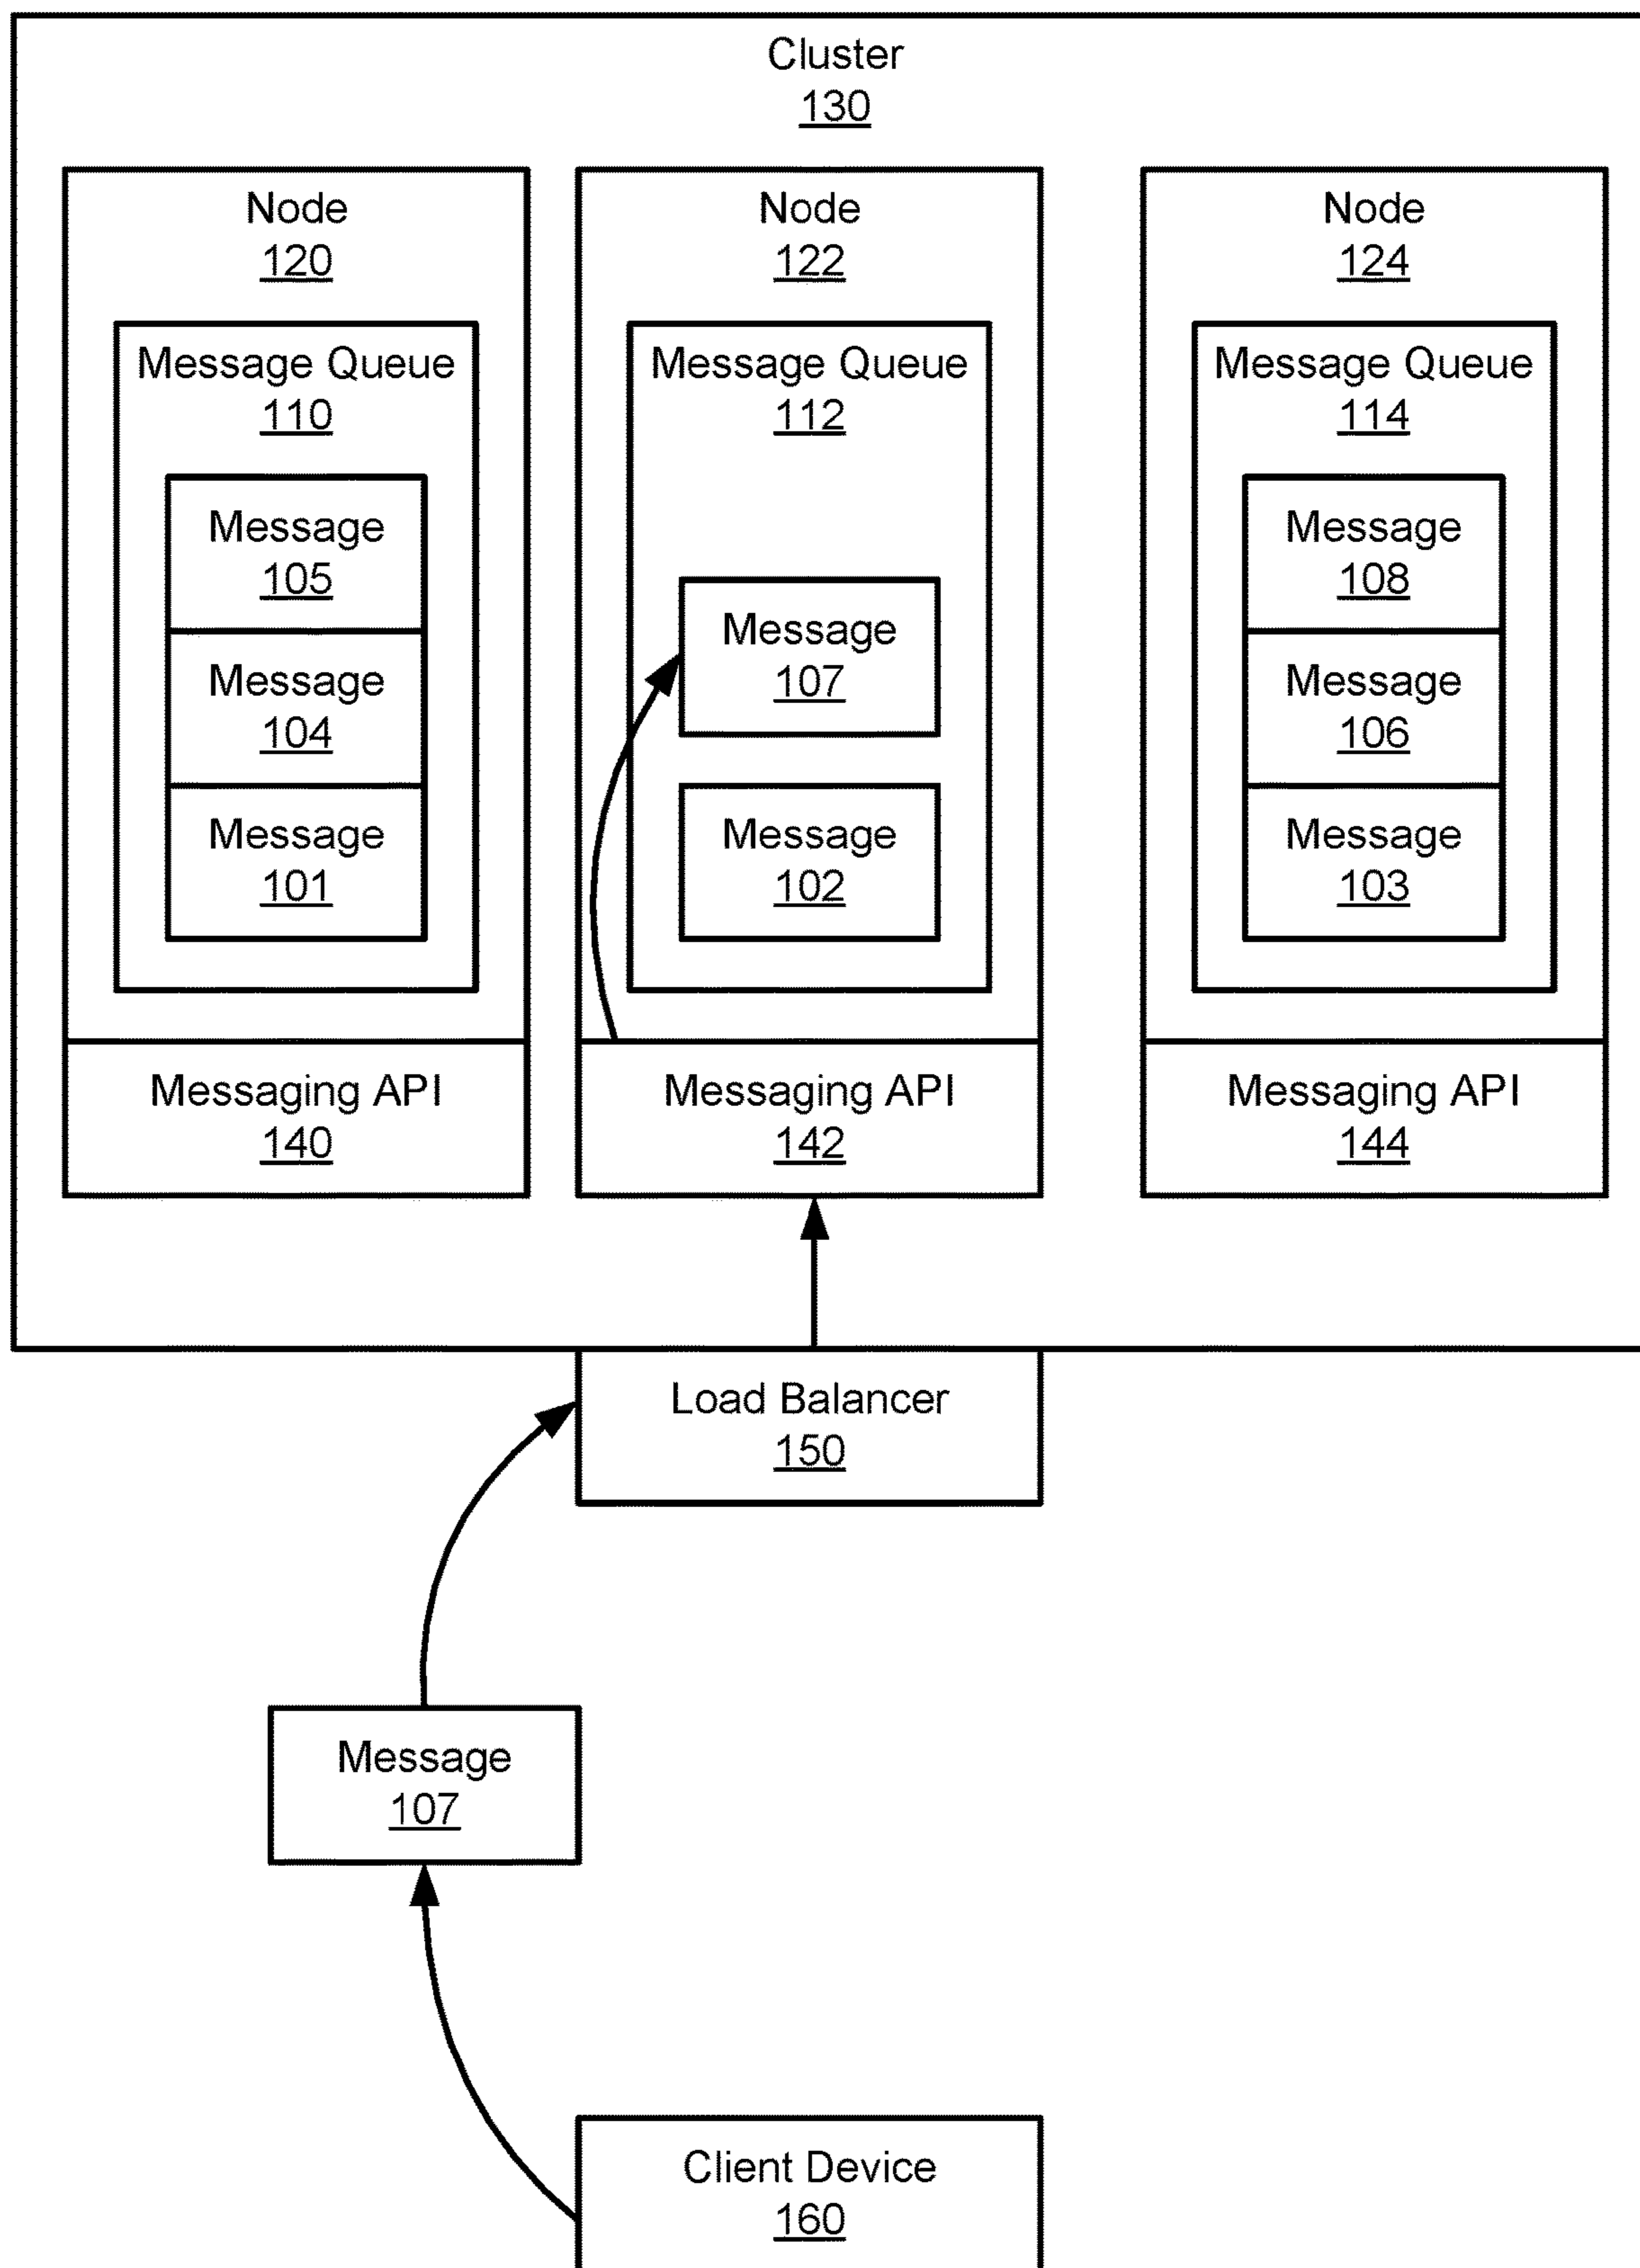 Cluster
130
Node
120
Message Queue
110
Message
105
Message
104
Message
101
Messaging API
140
Node
122
Message Queue
112
Message
107
Message
102
Messaging API
142
Node
124
Message Queue
114
Message
108
Message
106
Message
103
Messaging API
144
Load Balancer
150
Message
107
Client Device
160